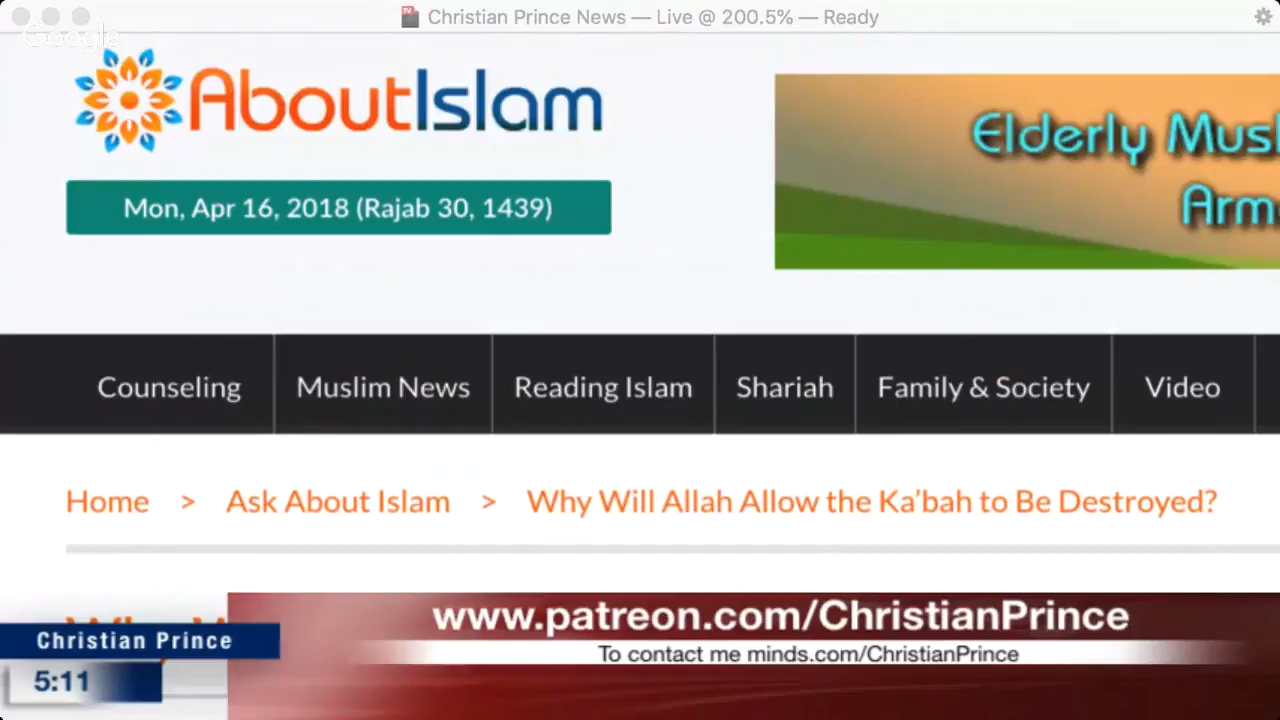 Christian Prince News — Live @ 200.5% — Ready
Google
AboutIslam
Elderly Musl
Arm
Mon, Apr 16, 2018 (Rajab 30, 1439)
Counseling
Muslim News
Reading Islam
Shariah
Family & Society
Video
Home > Ask About Islam > Why Will Allah Allow the Ka’bah to Be Destroyed?
www.patreon.com/ChristianPrince
Christian Prince
To contact me minds.com/ChristianPrince
5:11